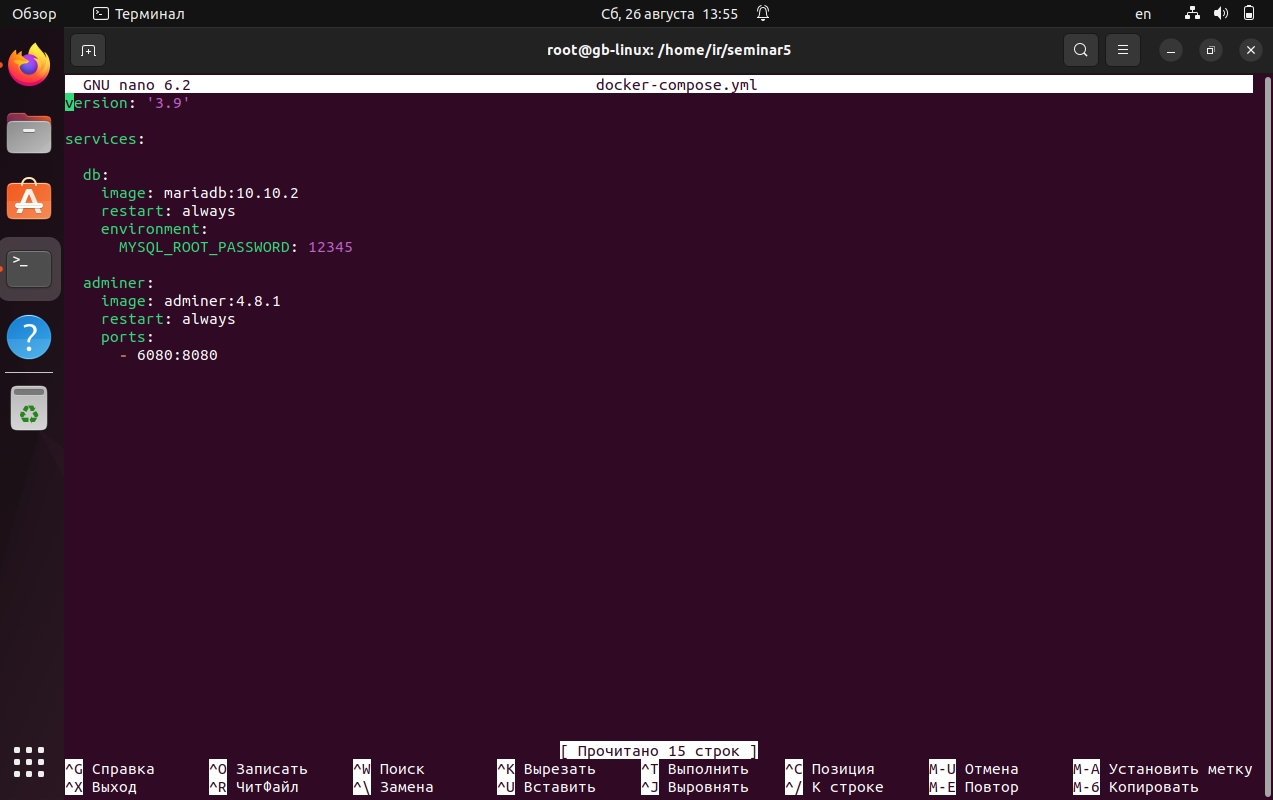 Обзор Терминал Сб, 26 августа 13:55 en
root@gb-linux: /home/ir/seminar5
GNU nano 6.2 docker-compose.yml
version: '3.9'
services:
db:
image: mariadb:10.10.2
restart: always
environment:
MYSQL_ROOT_PASSWORD: 12345
adminer:
image: adminer:4.8.1
restart: always
ports:
- 6080:8080
[ Прочитано 15 строк ]
^G Справка ^O Записать ^W Поиск ^K Вырезать ^T Выполнить ^C Позиция M-U Отмена M-A Установить метку
^X Выход ^R ЧитФайл ^\ Замена ^U Вставить ^J Выровнять ^/ К строке M-E Повтор M-6 Копировать